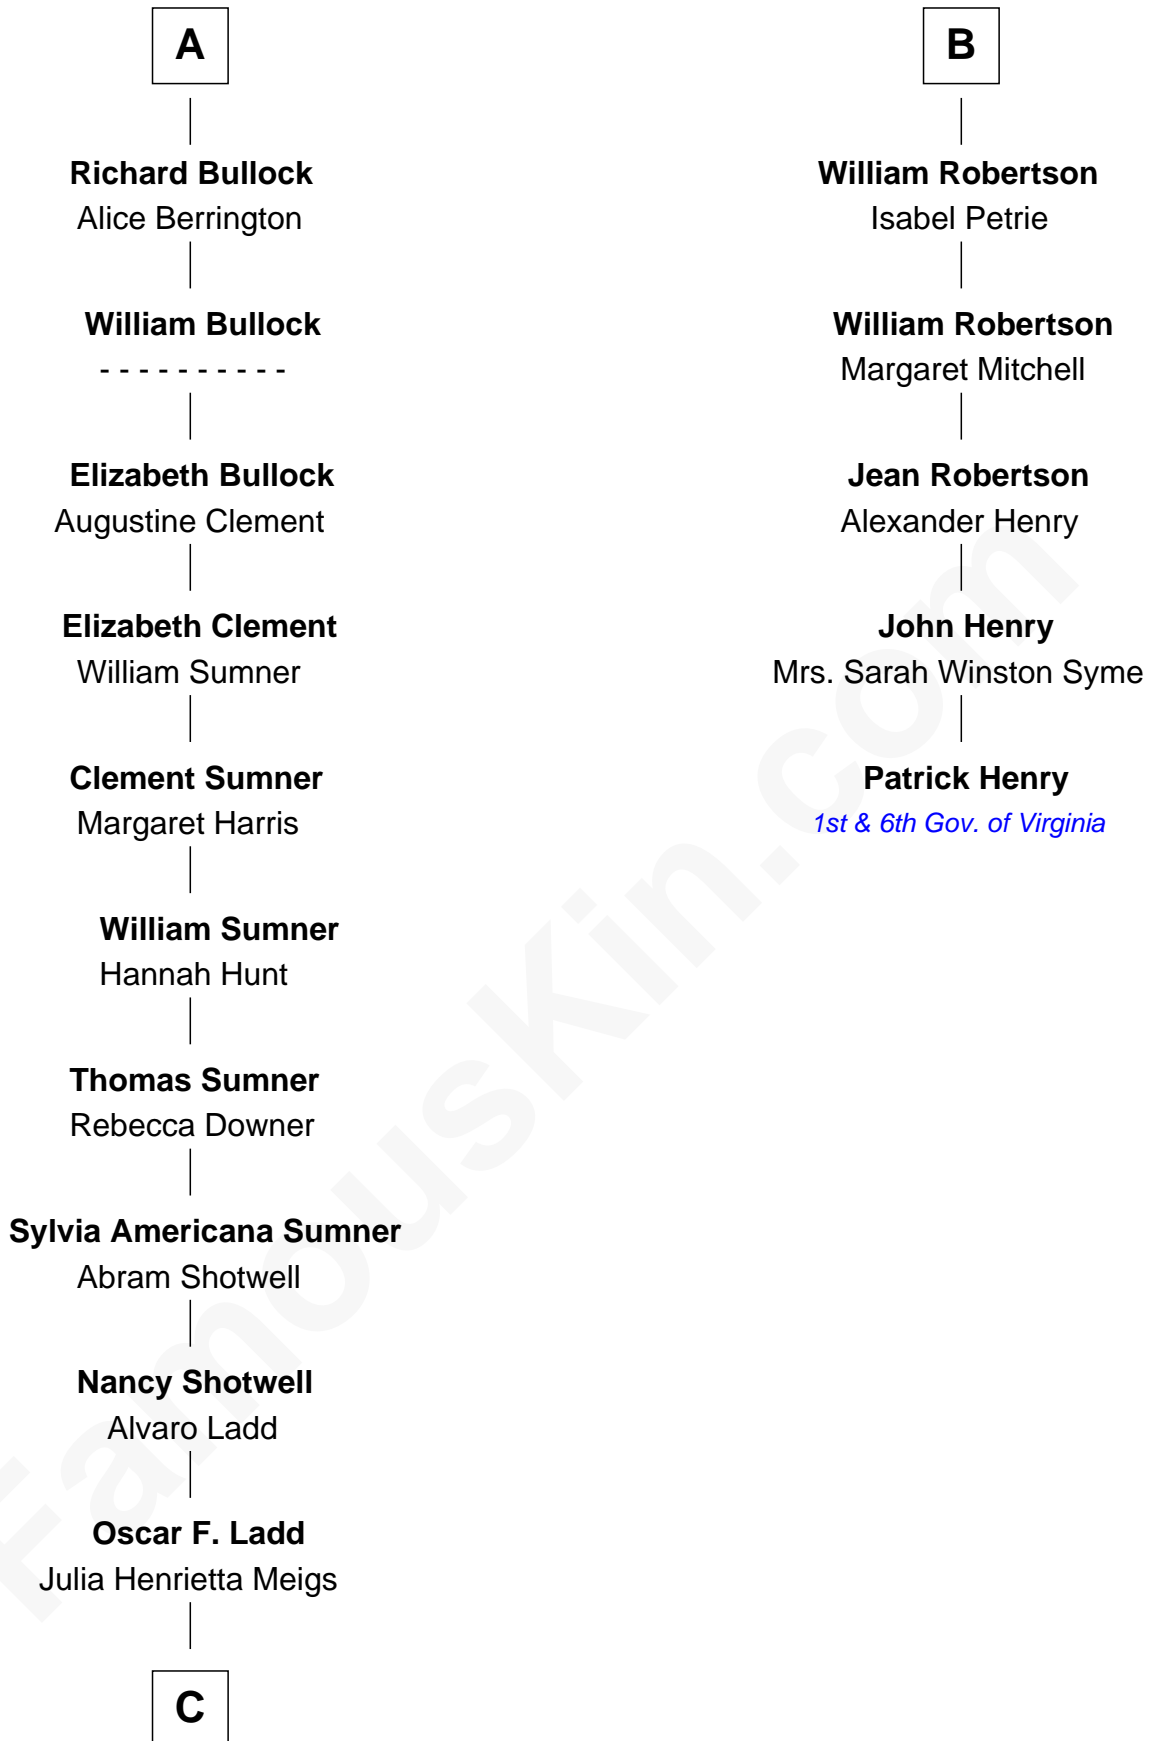 A
Richard Bullock
Alice Berrington
William Bullock
- - - - - - - - - -
Elizabeth Bullock
Augustine Clement
Elizabeth Clement
William Sumner
Clement Sumner
Margaret Harris
William Sumner
Hannah Hunt
Thomas Sumner
Rebecca Downer
Sylvia Americana Sumner
Abram Shotwell
Nancy Shotwell
Alvaro Ladd
Oscar F. Ladd
Julia Henrietta Meigs
C
B
William Robertson
Isabel Petrie
William Robertson
Margaret Mitchell
Jean Robertson
Alexander Henry
John Henry
Mrs. Sarah Winston Syme
Patrick Henry
1st & 6th Gov. of Virginia
FamousKin.com